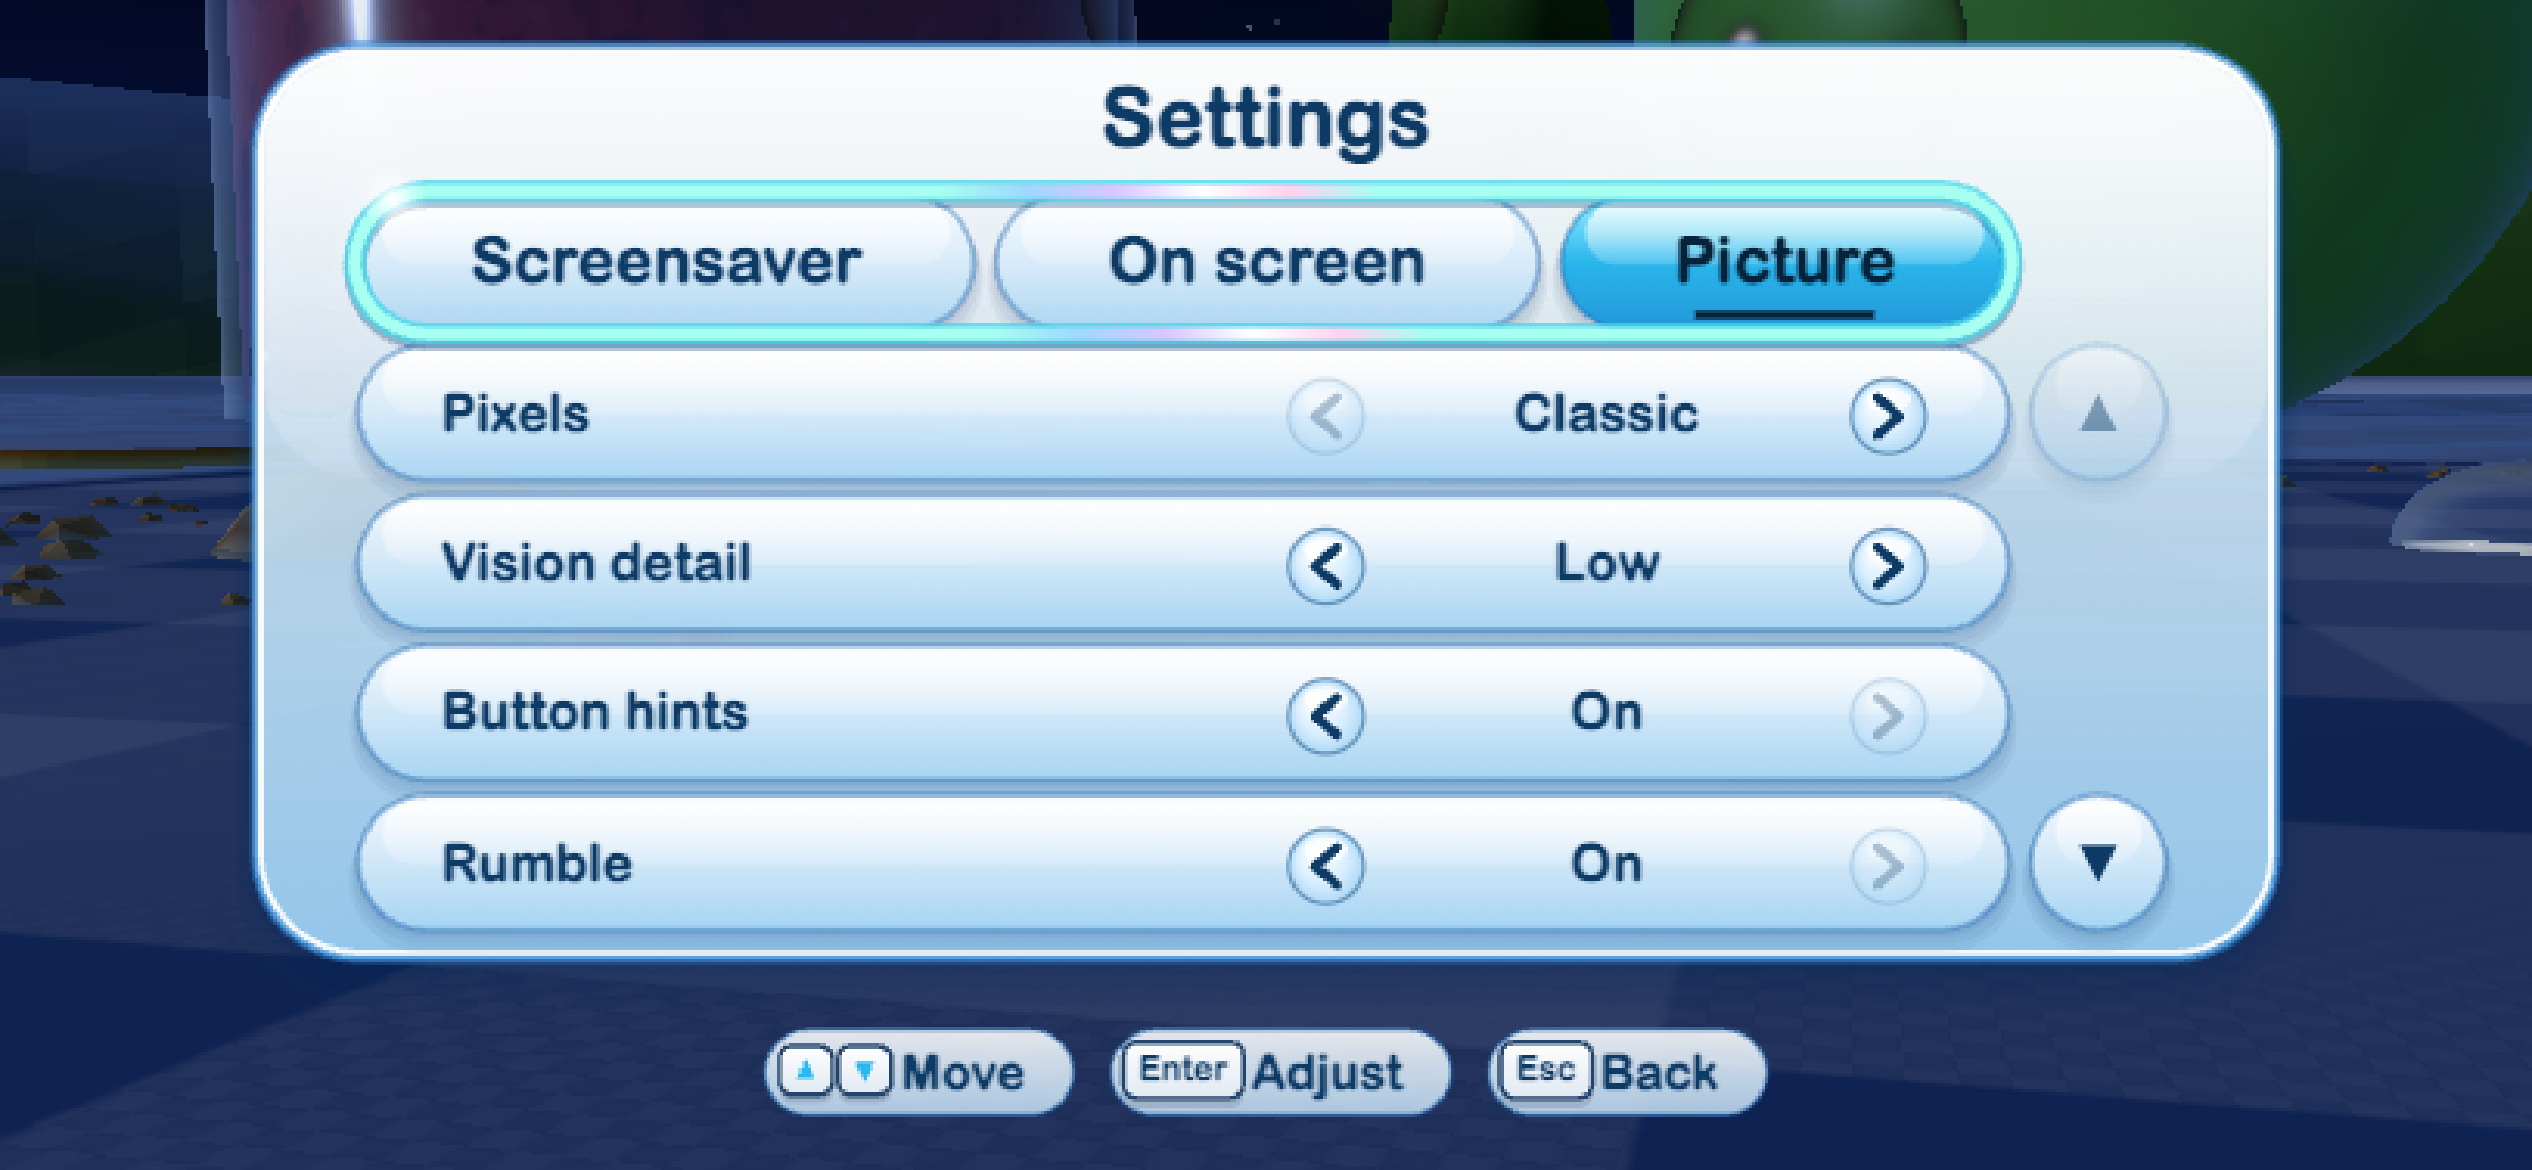 Settings
Screensaver On screen Picture
Pixels Classic
Vision detail Low
Button hints On
Rumble On
Move Enter Adjust Esc Back